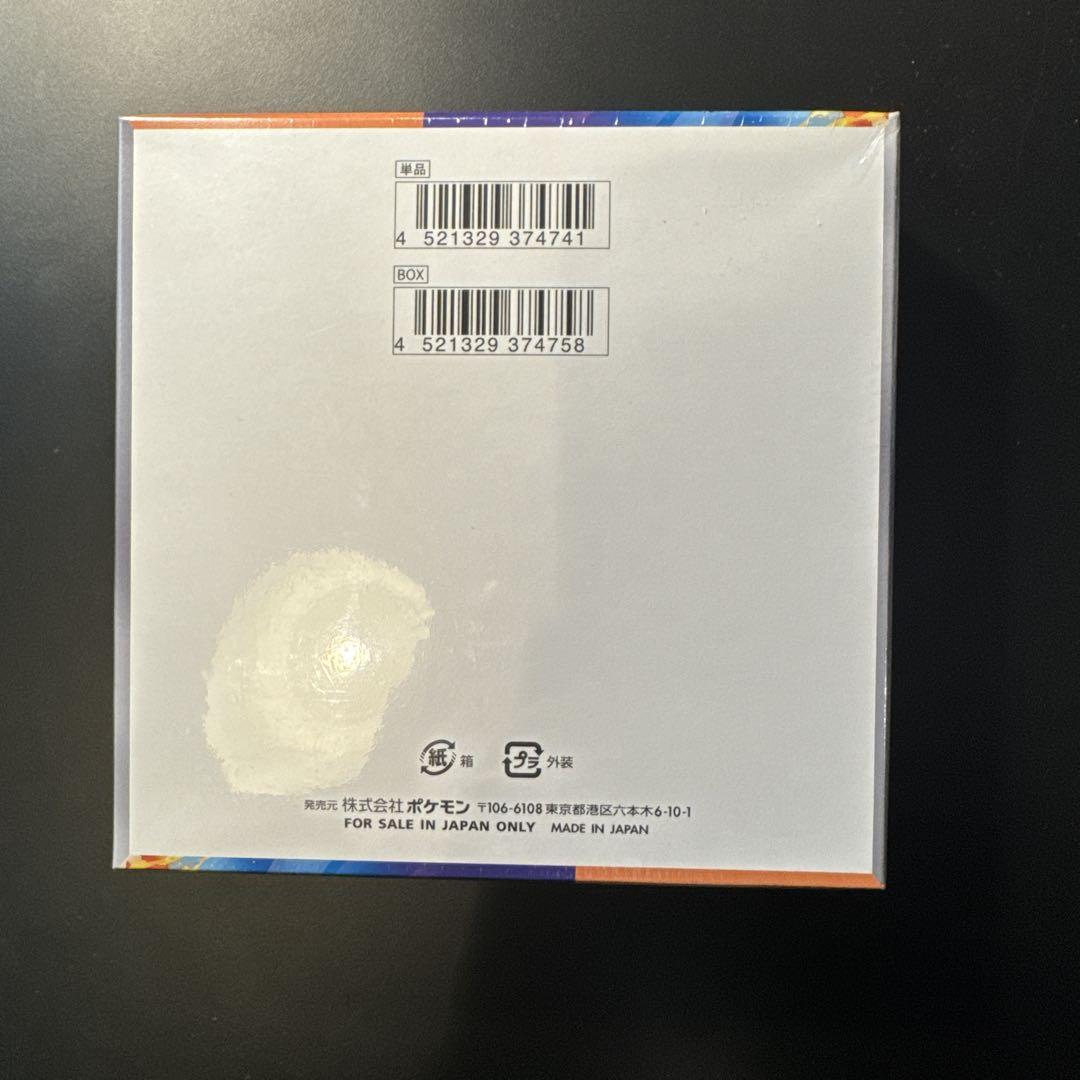 単品
4 521329 374741
BOX
4 521329 374758
紙 箱 プラ 外装
発売元 株式会社 ポケモン 〒106-6108 東京都港区六本木6-10-1
FOR SALE IN JAPAN ONLY MADE IN JAPAN